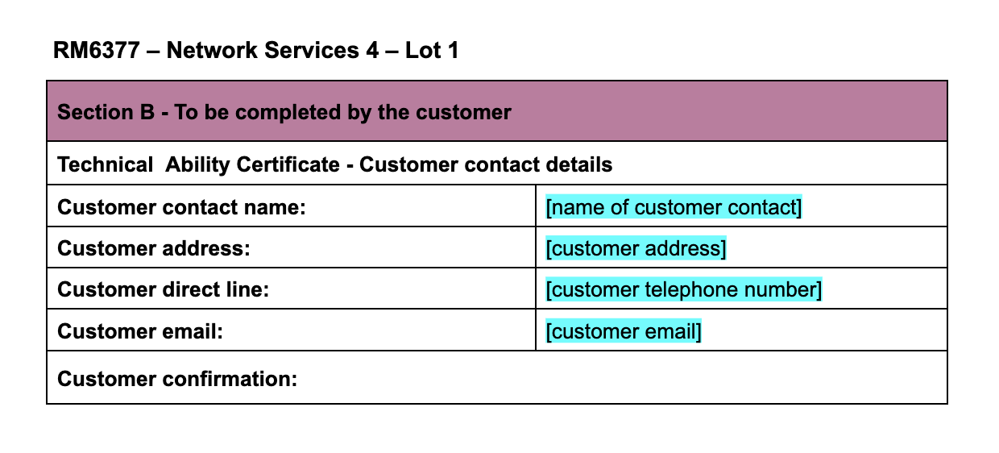 RM6377 – Network Services 4 – Lot 1
Section B - To be completed by the customer
Technical  Ability Certificate - Customer contact details
Customer contact name: [name of customer contact]
Customer address: [customer address]
Customer direct line: [customer telephone number]
Customer email: [customer email]
Customer confirmation: